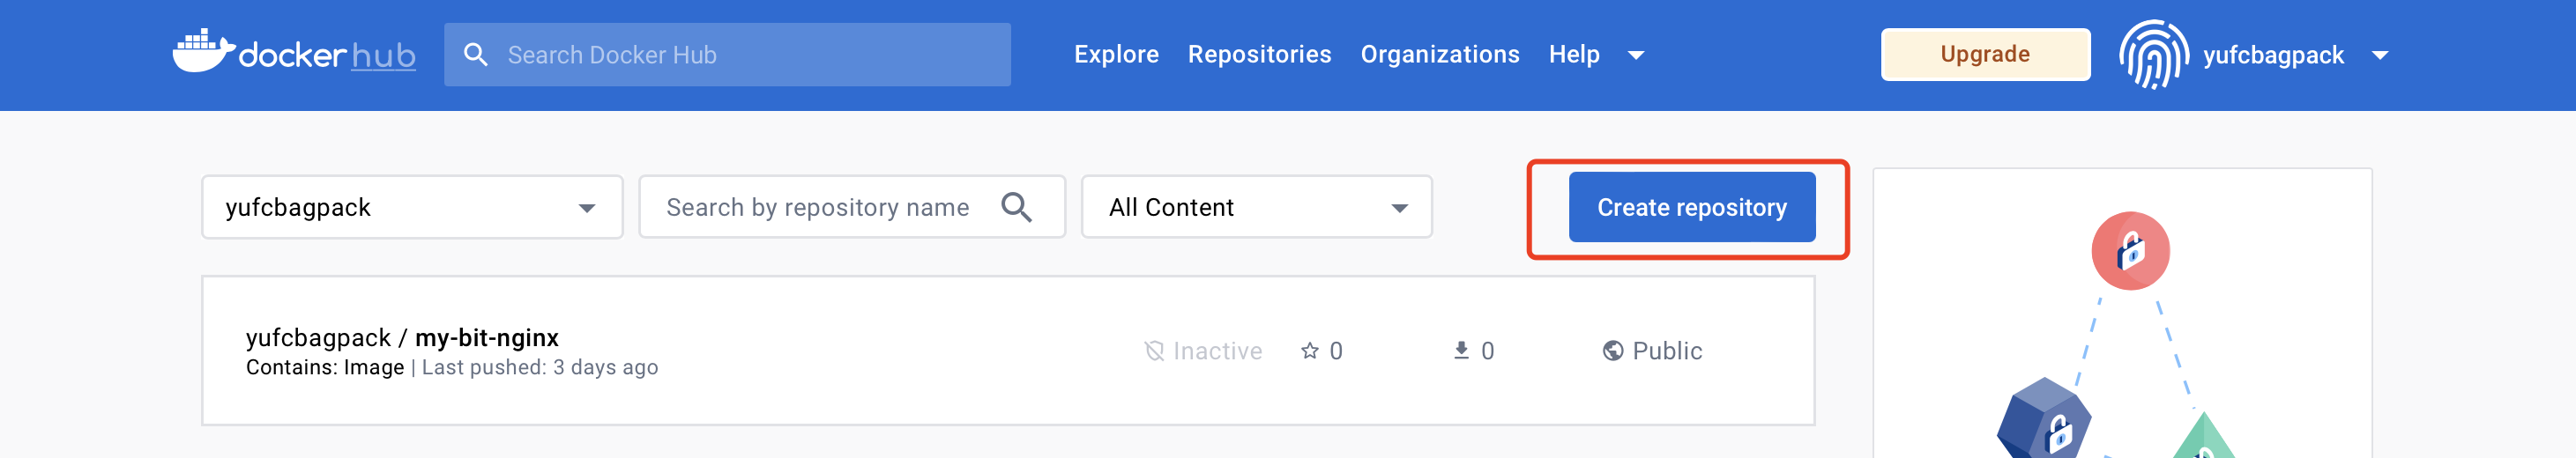 docker hub
Search Docker Hub
Explore
Repositories
Organizations
Help
Upgrade
yufcbagpack
yufcbagpack
Search by repository name
All Content
Create repository
yufcbagpack / my-bit-nginx
Inactive
0
0
Public
Contains: Image | Last pushed: 3 days ago